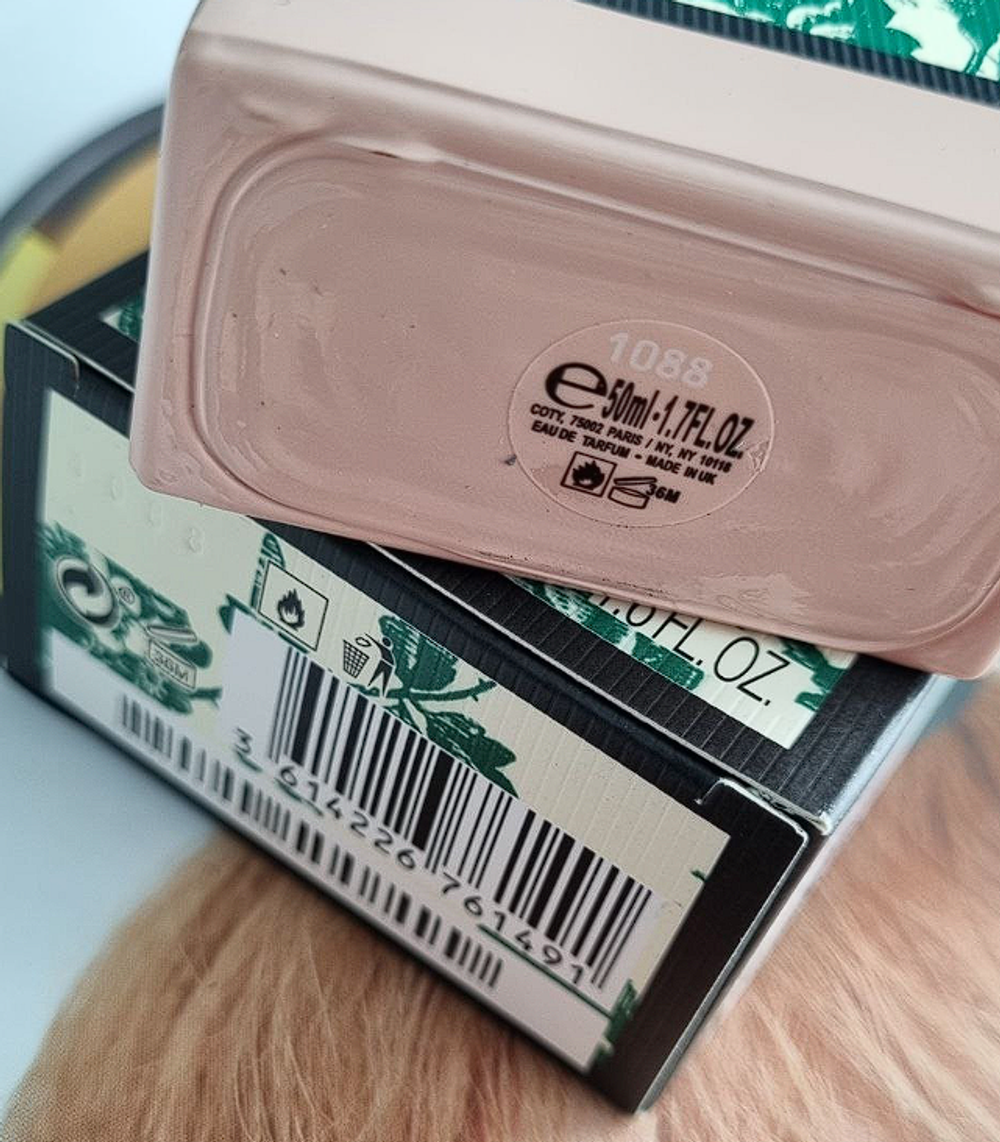 1088
e 50ml·1.7FL.OZ.
COTY, 75002 PARIS / NY, NY 10118
EAU DE TARFUM - MADE IN UK
36M
FL. OZ.
36M
3 614226 761491